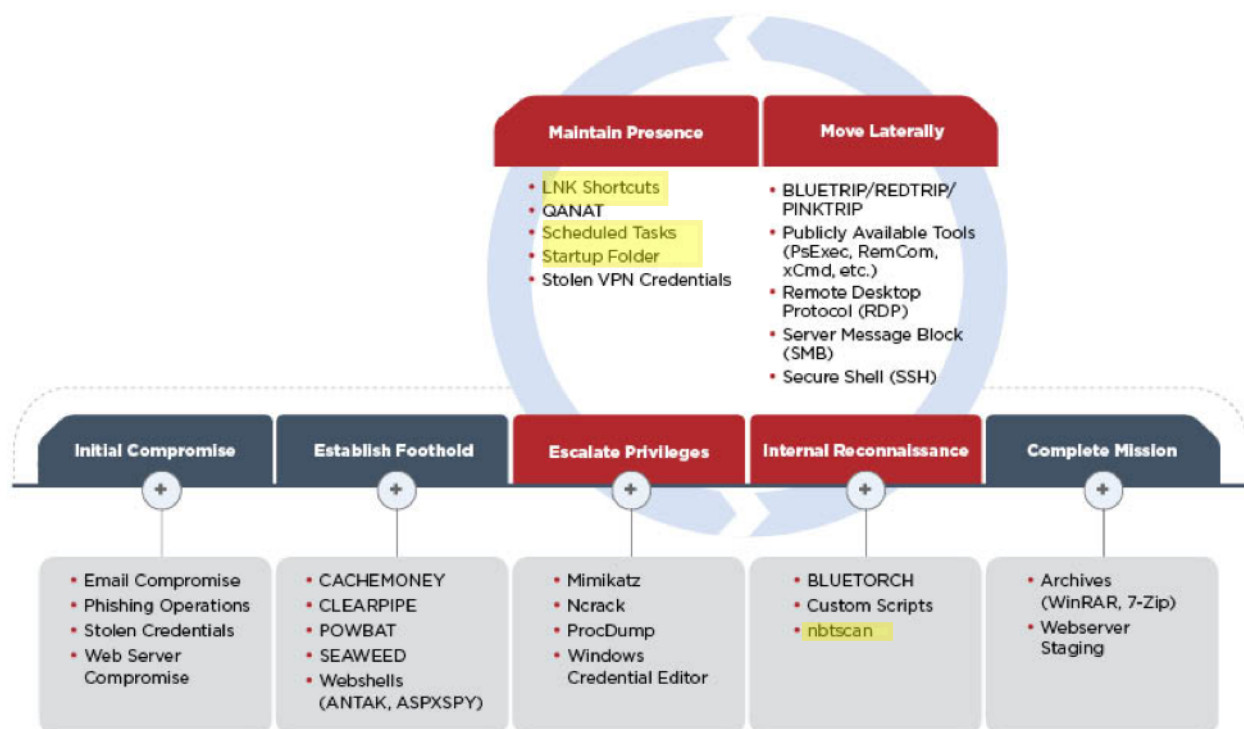 Maintain Presence
• LNK Shortcuts
• QANAT
• Scheduled Tasks
• Startup Folder
• Stolen VPN Credentials
Move Laterally
• BLUETRIP/REDTRIP/
PINKTRIP
• Publicly Available Tools
(PsExec, RemCom,
xCmd, etc.)
• Remote Desktop
Protocol (RDP)
• Server Message Block
(SMB)
• Secure Shell (SSH)
Initial Compromise
+
• Email Compromise
• Phishing Operations
• Stolen Credentials
• Web Server
Compromise
Establish Foothold
+
• CACHEMONEY
• CLEARPIPE
• POWBAT
• SEAWEED
• Webshells
(ANTAK, ASPXSPY)
Escalate Privileges
+
• Mimikatz
• Ncrack
• ProcDump
• Windows
Credential Editor
Internal Reconnaissance
+
• BLUETORCH
• Custom Scripts
• nbtscan
Complete Mission
+
• Archives
(WinRAR, 7-Zip)
• Webserver
Staging